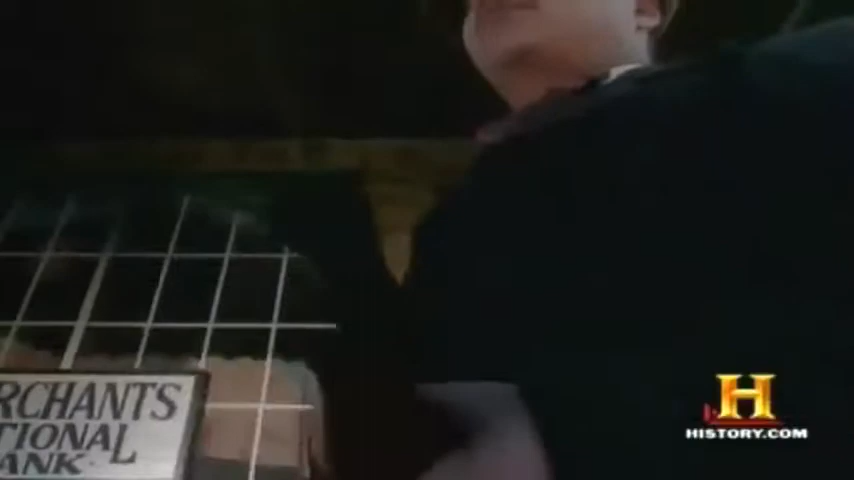 RCHANTS
TIONAL
ANK
H
HISTORY.COM